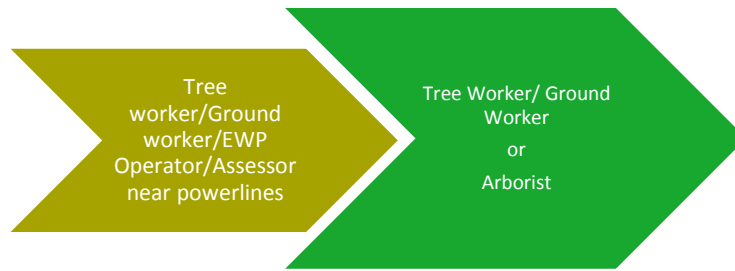 Tree
worker/Ground
worker/EWP
Operator/Assessor
near powerlines
Tree Worker/ Ground
Worker
or
Arborist